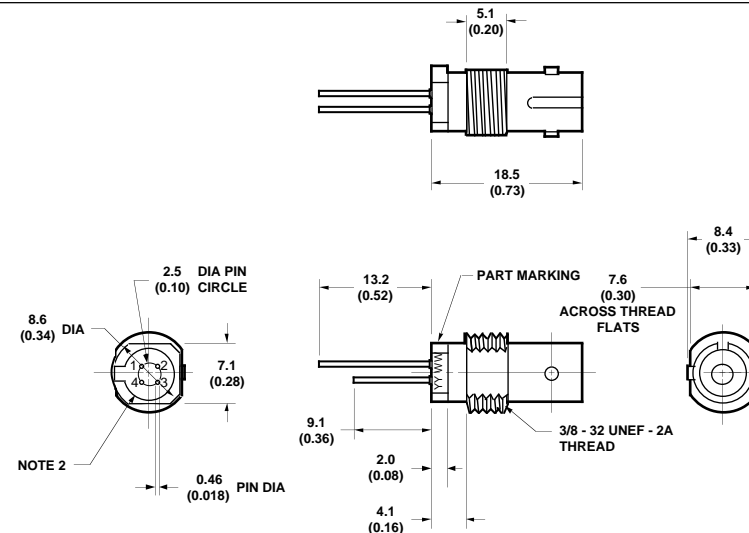 5.1
(0.20)
18.5
(0.73)
8.4
(0.33)
2.5 DIA PIN
(0.10) CIRCLE
13.2
(0.52)
PART MARKING
7.6
(0.30)
ACROSS THREAD
FLATS
8.6
(0.34) DIA
1 2
4 3
7.1
(0.28)
YY WW
9.1
(0.36)
3/8 - 32 UNEF - 2A
THREAD
NOTE 2
2.0
(0.08)
0.46
(0.018) PIN DIA
4.1
(0.16)